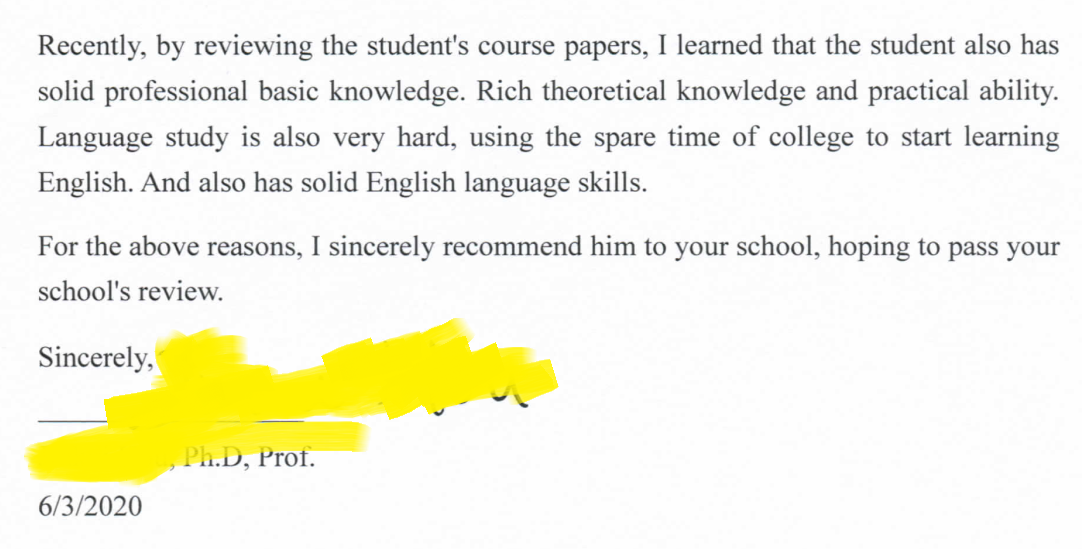 Recently, by reviewing the student's course papers, I learned that the student also has
solid professional basic knowledge. Rich theoretical knowledge and practical ability.
Language study is also very hard, using the spare time of college to start learning
English. And also has solid English language skills.
For the above reasons, I sincerely recommend him to your school, hoping to pass your
school's review.
Sincerely,
, Ph.D, Prof.
6/3/2020